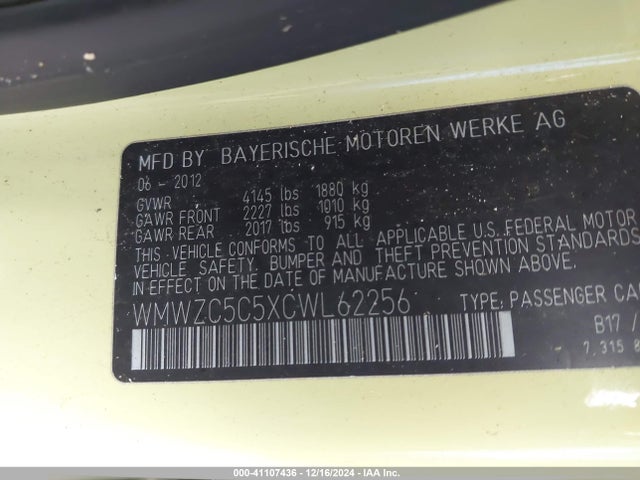 MFD BY BAYERISCHE MOTOREN WERKE AG
06 - 2012
GVWR 4145 lbs 1880 kg
GAWR FRONT 2227 lbs 1010 kg
GAWR REAR 2017 lbs 915 kg
THIS VEHICLE CONFORMS TO ALL APPLICABLE U.S. FEDERAL MOTOR
VEHICLE SAFETY, BUMPER AND THEFT PREVENTION STANDARDS
IN EFFECT ON THE DATE OF MANUFACTURE SHOWN ABOVE.
WMWZC5C5XCWL62256 TYPE: PASSENGER CA
B17 /
7.315
000-41107436 - 12/16/2024 - IAA Inc.